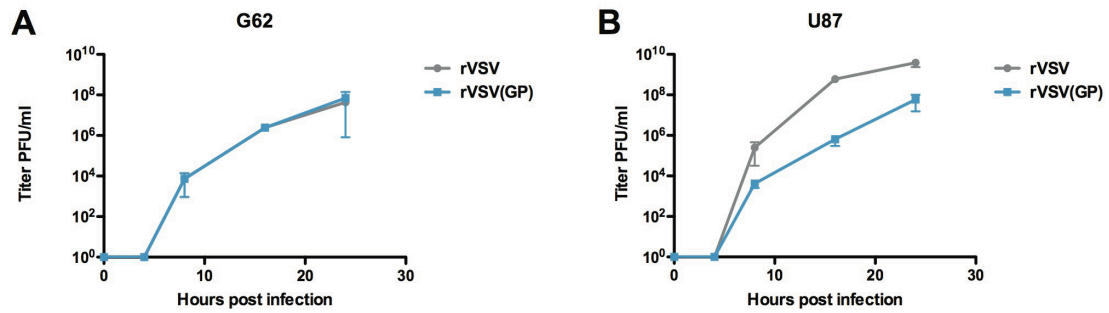 A
G62
Titer PFU/ml
10^10
10^8
10^6
10^4
10^2
10^0
0
10
20
30
Hours post infection
rVSV
rVSV(GP)
B
U87
Titer PFU/ml
10^10
10^8
10^6
10^4
10^2
10^0
0
10
20
30
Hours post infection
rVSV
rVSV(GP)